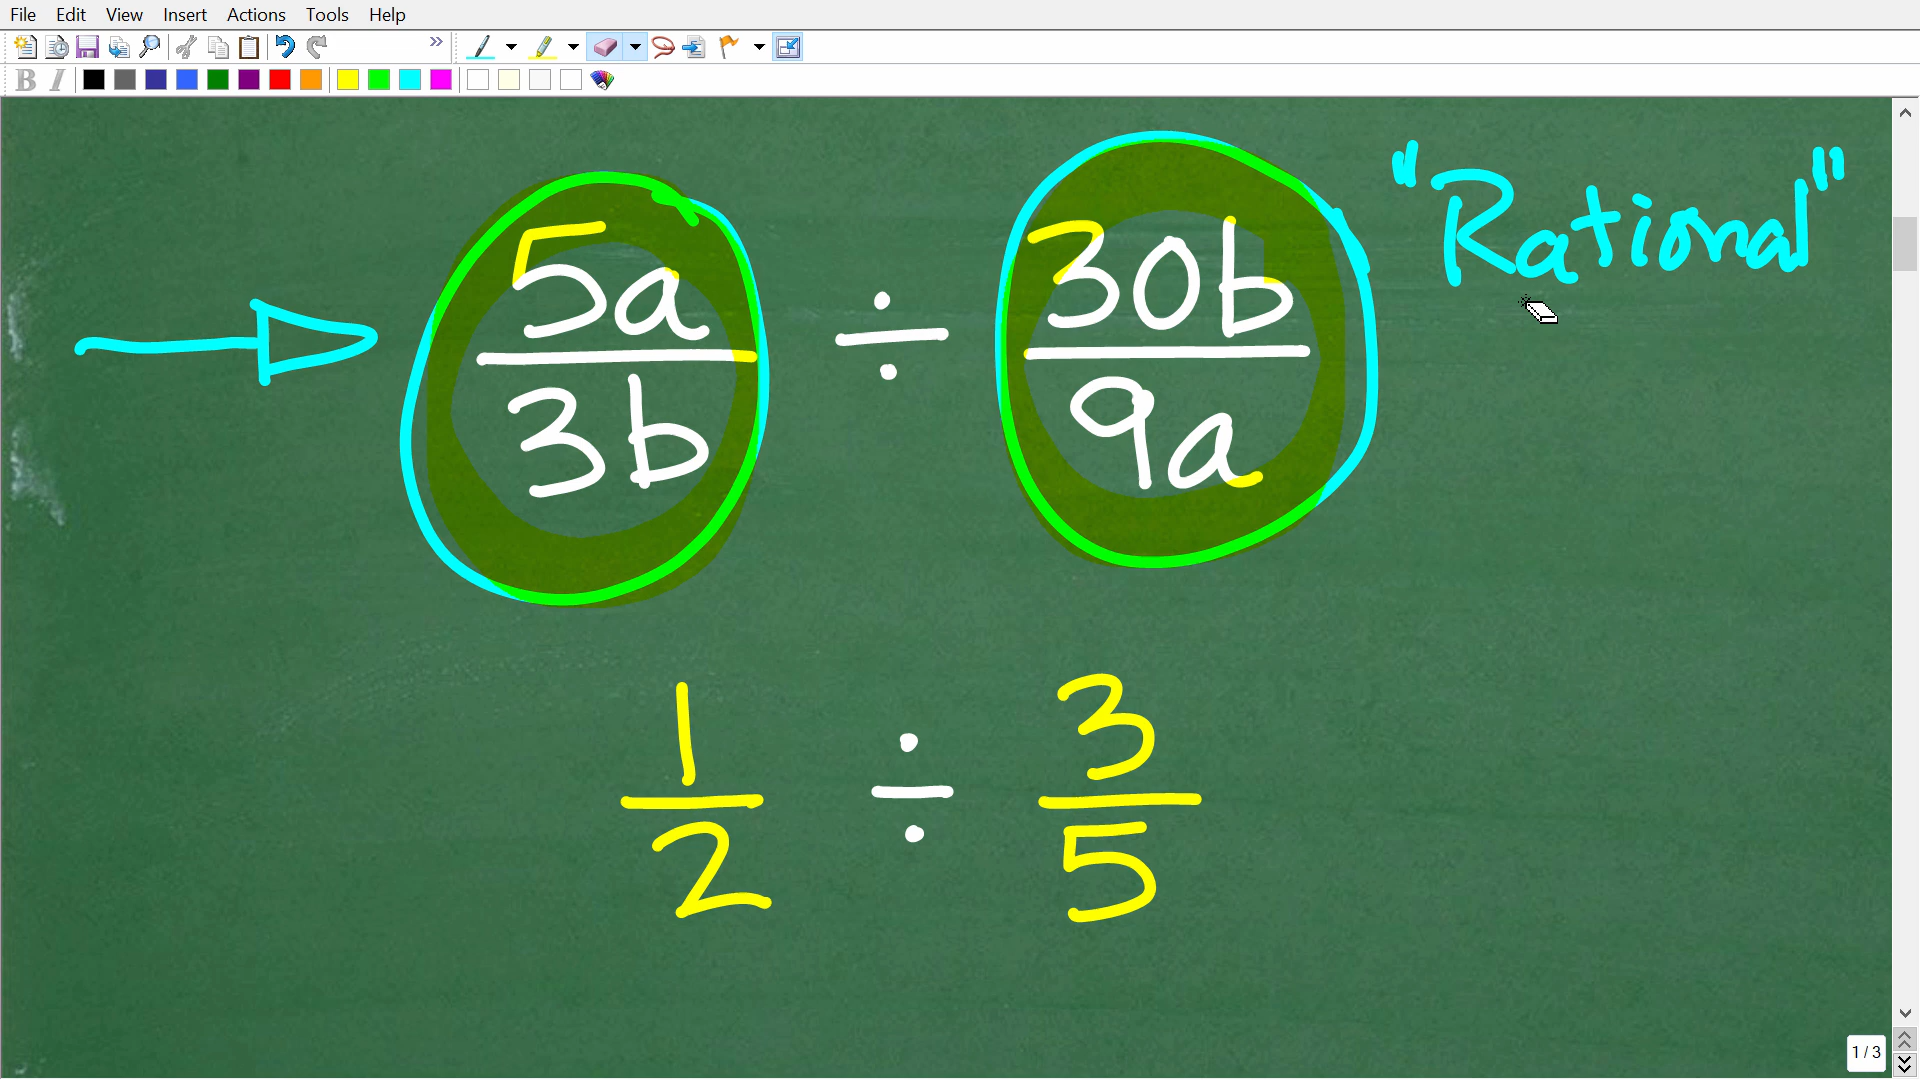 File Edit View Insert Actions Tools Help
B I
5a/3b ÷ 30b/9a "Rational"
1/2 ÷ 3/5
1 / 3